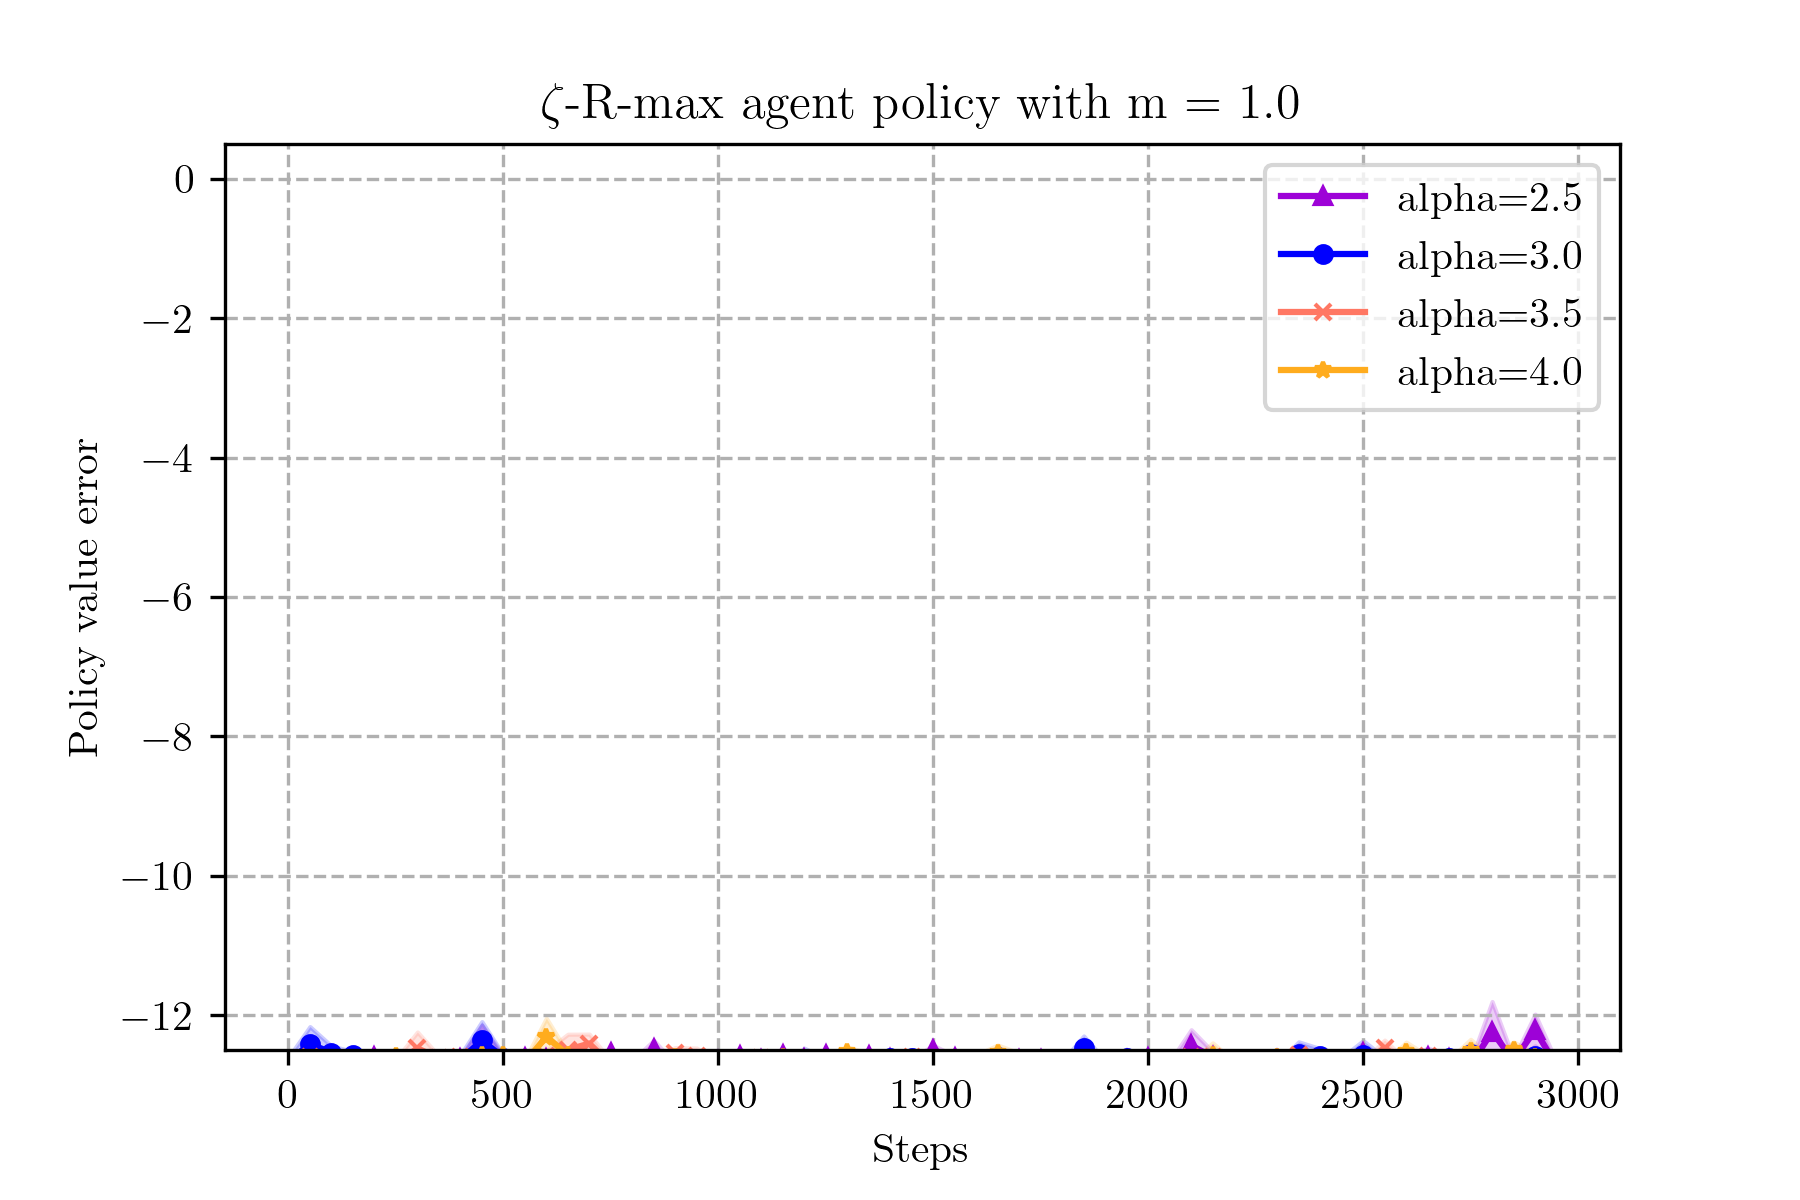 ζ-R-max agent policy with m = 1.0
alpha=2.5
alpha=3.0
alpha=3.5
alpha=4.0
Policy value error
0
−2
−4
−6
−8
−10
−12
0 500 1000 1500 2000 2500 3000
Steps